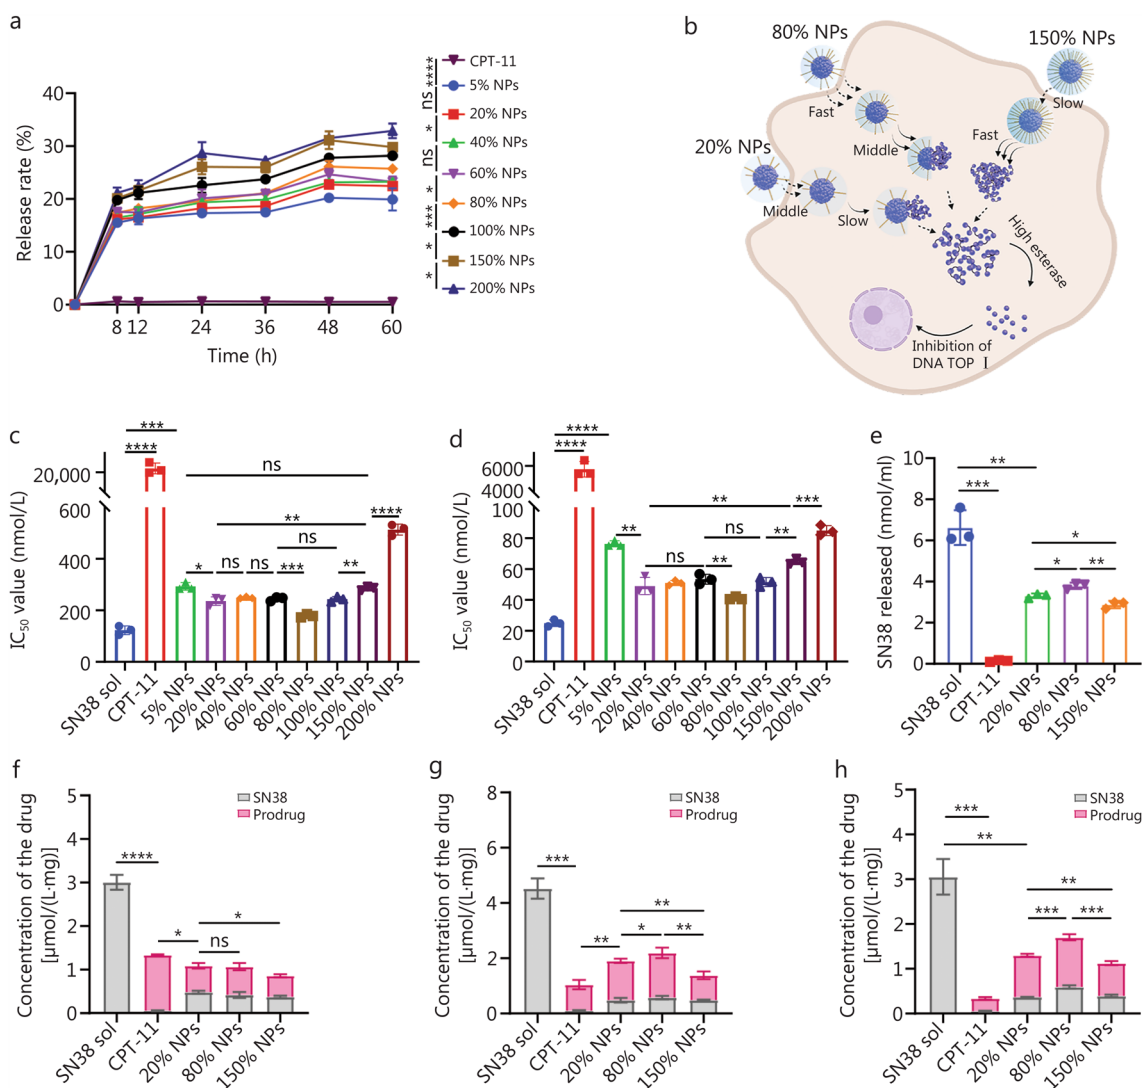 a
Release rate (%)
40
30
20
10
0
8 12 24 36 48 60
Time (h)
CPT-11
5% NPs
20% NPs
40% NPs
60% NPs
80% NPs
100% NPs
150% NPs
200% NPs
****
ns
*
ns
*
***
*
*
b
80% NPs
150% NPs
20% NPs
Fast
Slow
Middle
Fast
Middle
Slow
High esterase
Inhibition of
DNA TOP I
c
IC50 value (nmol/L)
20,000
600
400
200
0
***
****
ns
**
****
* ns ns *** **
ns
SN38 sol
CPT-11
5% NPs
20% NPs
40% NPs
60% NPs
80% NPs
100% NPs
150% NPs
200% NPs
d
IC50 value (nmol/L)
6000
4000
100
80
60
40
20
0
****
****
** ***
** ns **
ns **
SN38 sol
CPT-11
5% NPs
20% NPs
40% NPs
60% NPs
80% NPs
100% NPs
150% NPs
200% NPs
e
SN38 released (nmol/ml)
10
8
6
4
2
0
**
***
*
* **
SN38 sol
CPT-11
20% NPs
80% NPs
150% NPs
f
Concentration of the drug
[μmol/(L·mg)]
5
4
3
2
1
0
SN38
Prodrug
****
*
* ns
SN38 sol
CPT-11
20% NPs
80% NPs
150% NPs
g
Concentration of the drug
[μmol/(L·mg)]
8
6
4
2
0
SN38
Prodrug
***
**
** * **
SN38 sol
CPT-11
20% NPs
80% NPs
150% NPs
h
Concentration of the drug
[μmol/(L·mg)]
5
4
3
2
1
0
SN38
Prodrug
***
**
**
*** ***
SN38 sol
CPT-11
20% NPs
80% NPs
150% NPs